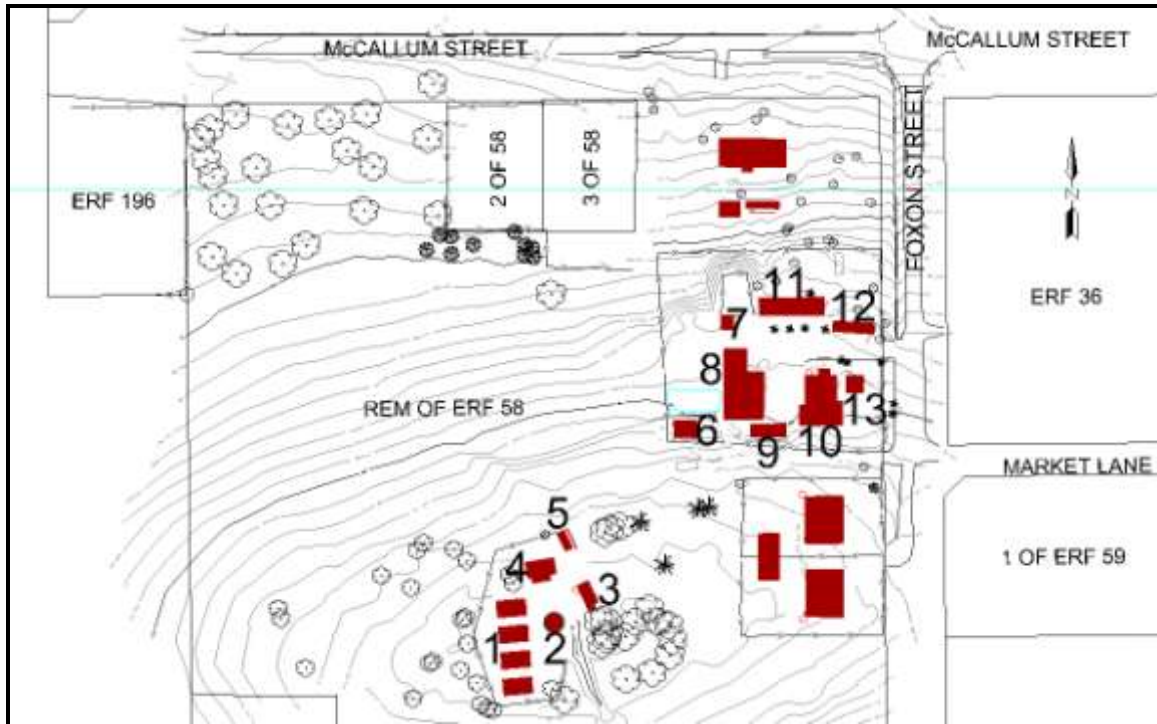 McCALLUM STREET
McCALLUM STREET
2 OF 58
3 OF 58
FOXON STREET
ERF 196
N
ERF 36
11
12
7
8
REM OF ERF 58
13
6
9
10
MARKET LANE
5
4
1 OF ERF 59
3
1
2